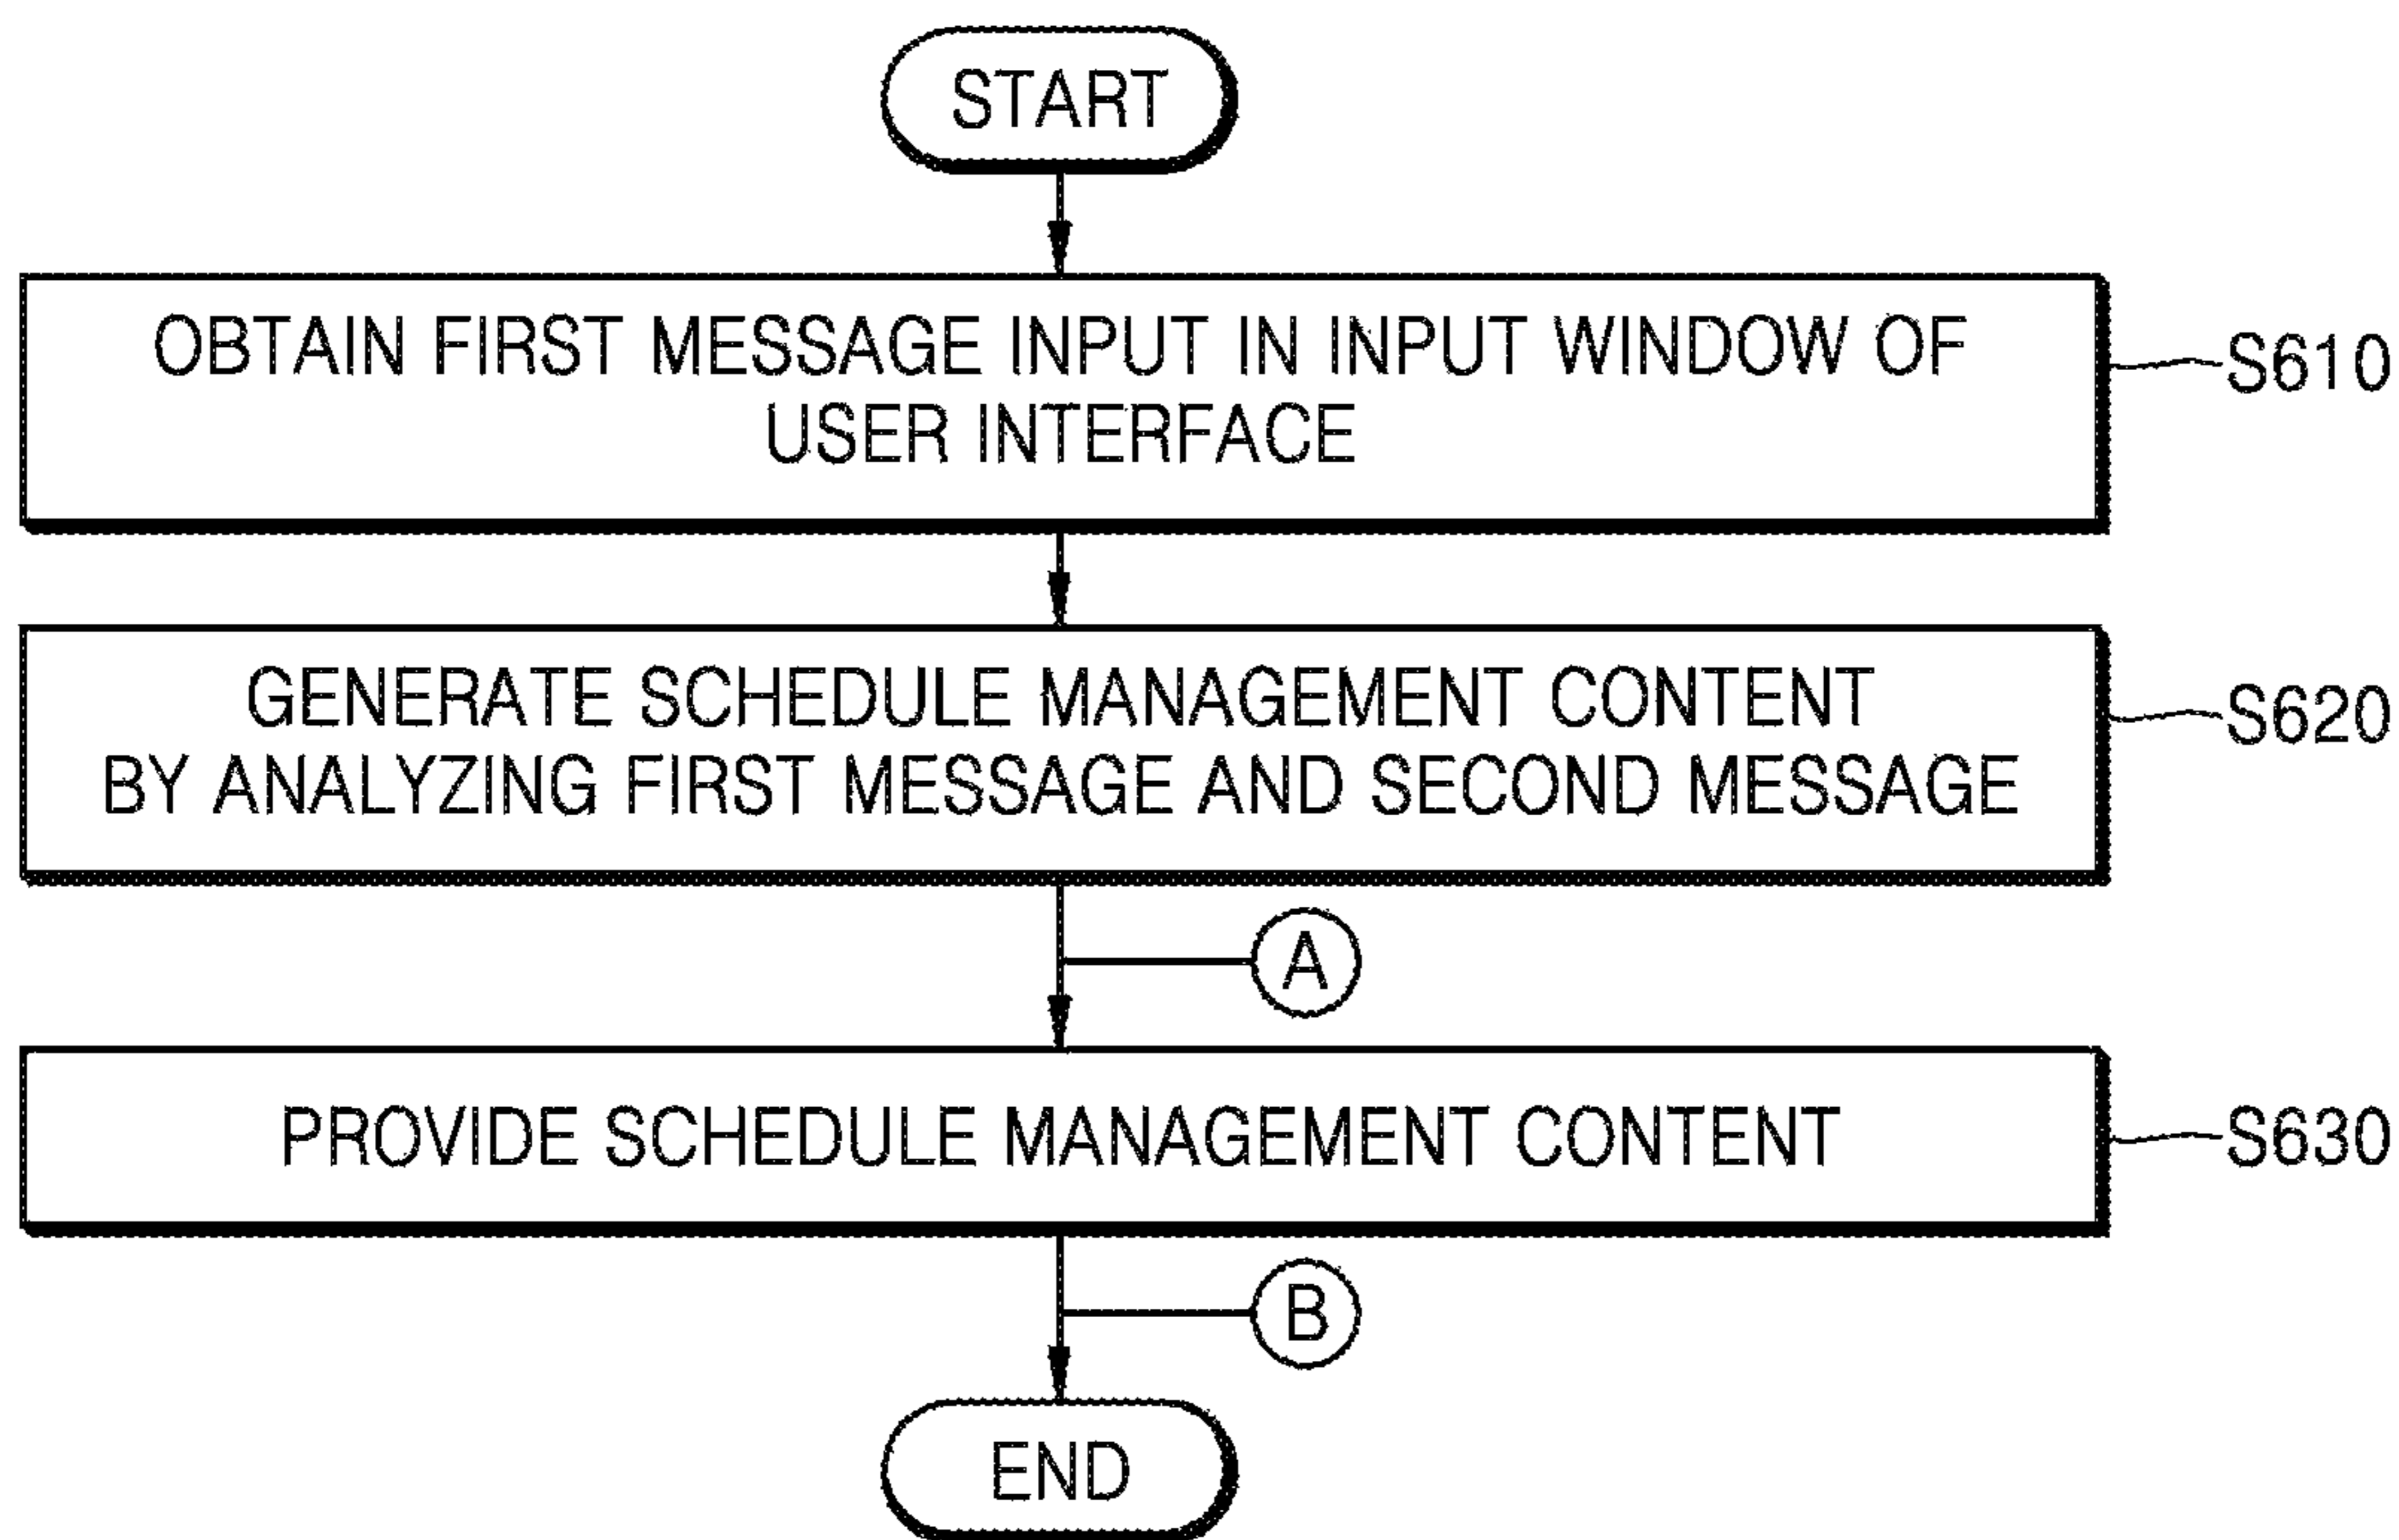 START
OBTAIN FIRST MESSAGE INPUT IN INPUT WINDOW OF
USER INTERFACE
S610
GENERATE SCHEDULE MANAGEMENT CONTENT
BY ANALYZING FIRST MESSAGE AND SECOND MESSAGE
S620
A
PROVIDE SCHEDULE MANAGEMENT CONTENT
S630
B
END